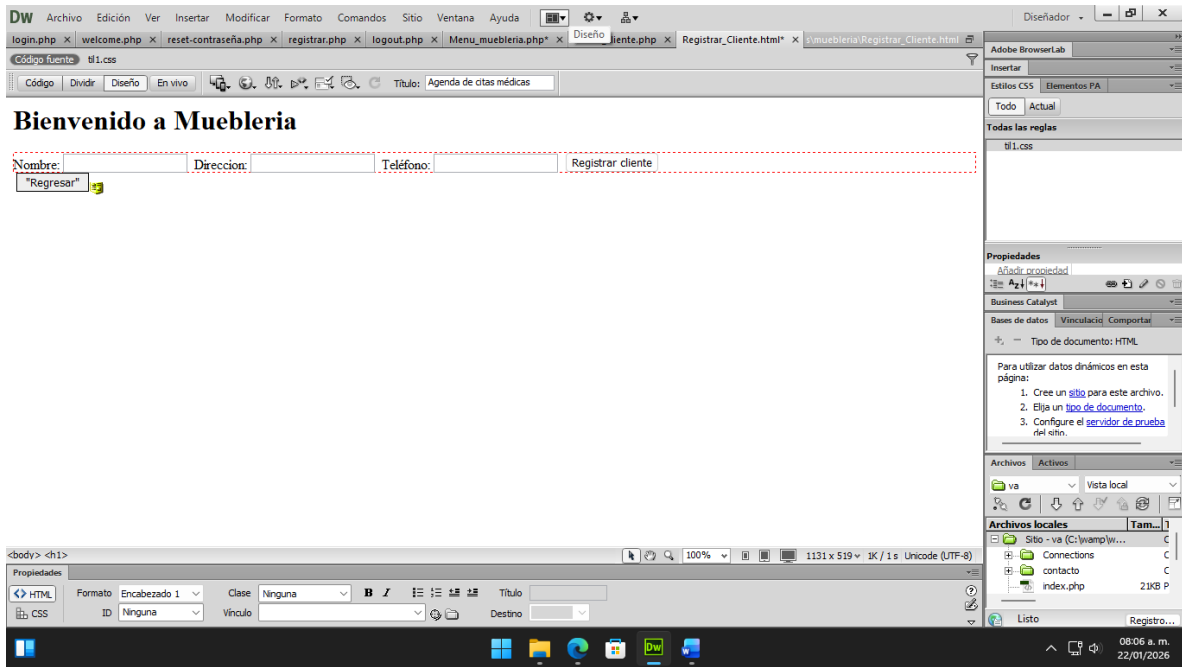 DW Archivo Edición Ver Insertar Modificar Formato Comandos Sitio Ventana Ayuda Diseñador
login.php × welcome.php × reset-contraseña.php × registrar.php × logout.php × Menu_muebleria.php* × iente.php × Registrar_Cliente.html* × s\muebleria\Registrar_Cliente.html
Diseño
Código fuente til1.css
Código Dividir Diseño En vivo Título: Agenda de citas médicas
Bienvenido a Muebleria
Nombre: Direccion: Teléfono: Registrar cliente
"Regresar"
Adobe BrowserLab
Insertar
Estilos CSS Elementos PA
Todo Actual
Todas las reglas
til1.css
Propiedades
Añadir propiedad
Business Catalyst
Bases de datos Vinculacio Comportar
Tipo de documento: HTML
Para utilizar datos dinámicos en esta
página:
1. Cree un sitio para este archivo.
2. Elija un tipo de documento.
3. Configure el servidor de prueba
del sitio.
Archivos Activos
va Vista local
Archivos locales Tam...
Sitio - va (C:\wamp\w...
Connections
contacto
index.php 21KB P
Listo Registro...
<body> <h1> 100% 1131 x 519 1K / 1 s Unicode (UTF-8)
Propiedades
<> HTML Formato Encabezado 1 Clase Ninguna B I Título
CSS ID Ninguna Vínculo Destino
08:06 a. m.
22/01/2026